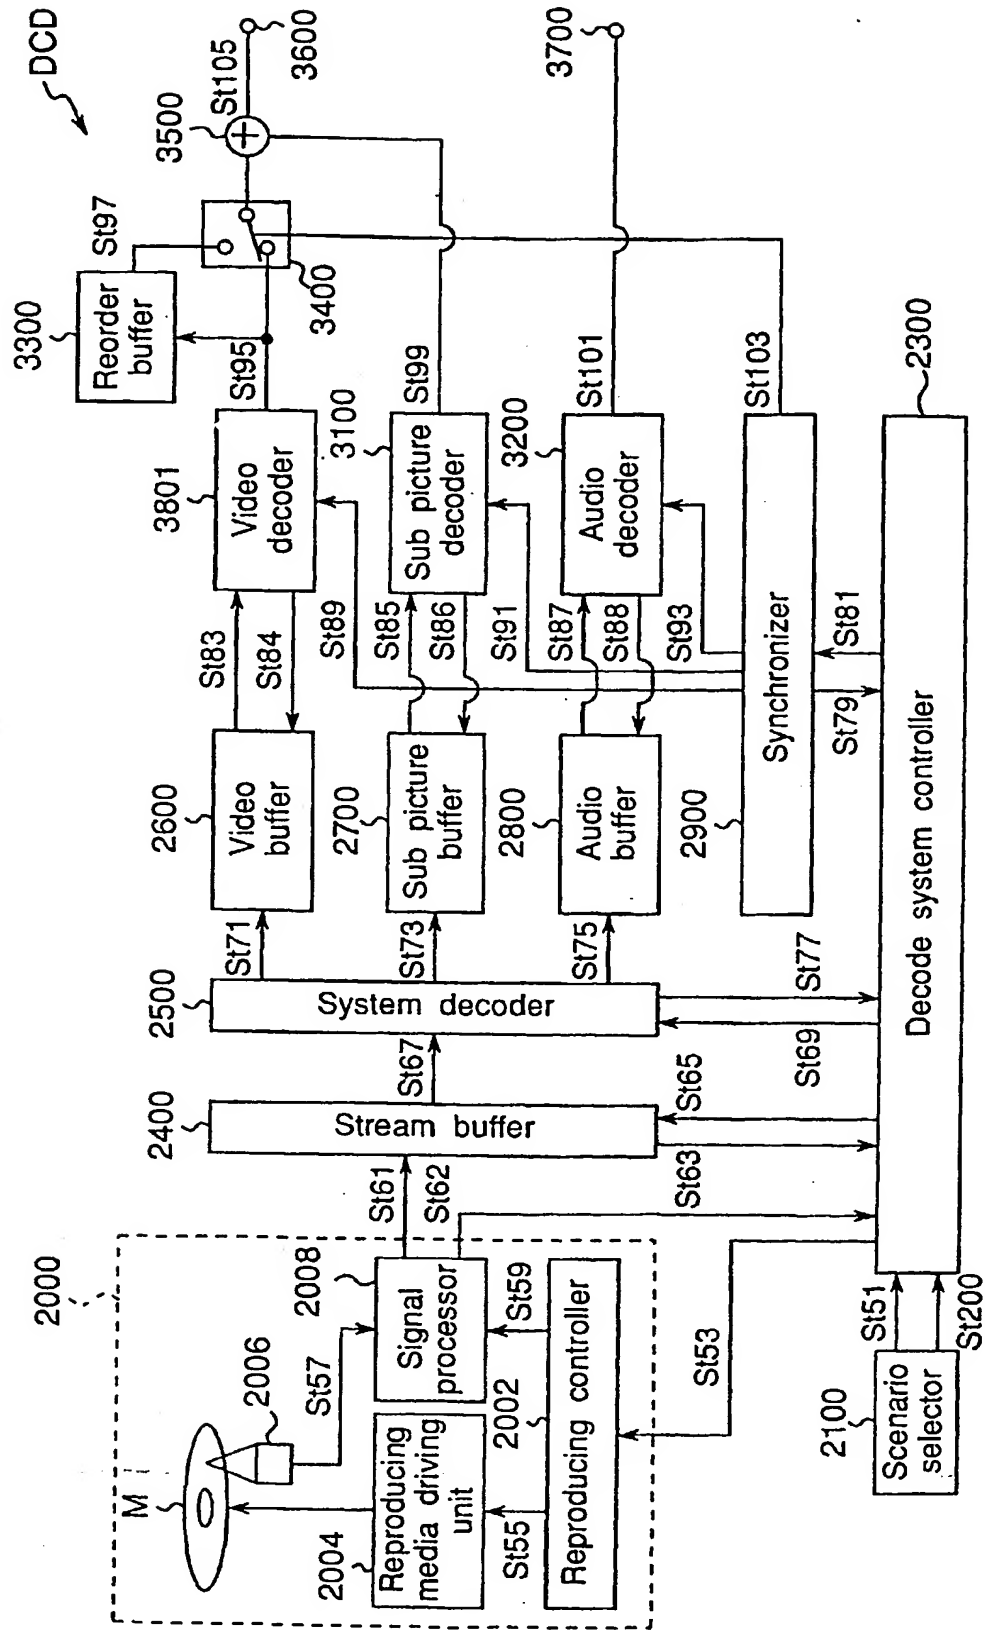 DCD
2000
M
2006
St57
2004
Reproducing
media driving
unit
2008
Signal
processor
St55
2002
St59
Reproducing controller
St53
2100
Scenario
selector
St51
St200
St61
St62
2400
Stream buffer
St63
St65
St67
2500
System decoder
St69
St77
St71
St73
St75
2600
Video
buffer
2700
Sub picture
buffer
2800
Audio
buffer
2900
Synchronizer
St79
St81
St83
St84
St89
St85
St86
St91
St87
St88
St93
3801
Video
decoder
3100
Sub picture
decoder
3200
Audio
decoder
2300
Decode system controller
St95
St99
St101
St103
3300
Reorder
buffer
St97
3400
3500
St105
3600
3700